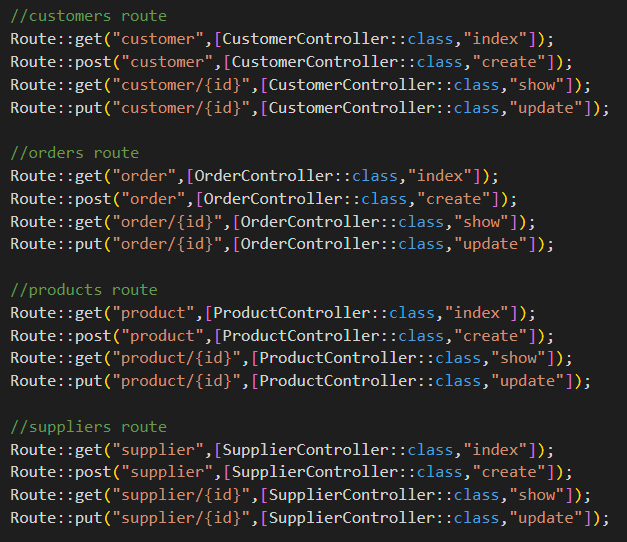 //customers route
Route::get("customer",[CustomerController::class,"index"]);
Route::post("customer",[CustomerController::class,"create"]);
Route::get("customer/{id}",[CustomerController::class,"show"]);
Route::put("customer/{id}",[CustomerController::class,"update"]);
//orders route
Route::get("order",[OrderController::class,"index"]);
Route::post("order",[OrderController::class,"create"]);
Route::get("order/{id}",[OrderController::class,"show"]);
Route::put("order/{id}",[OrderController::class,"update"]);
//products route
Route::get("product",[ProductController::class,"index"]);
Route::post("product",[ProductController::class,"create"]);
Route::get("product/{id}",[ProductController::class,"show"]);
Route::put("product/{id}",[ProductController::class,"update"]);
//suppliers route
Route::get("supplier",[SupplierController::class,"index"]);
Route::post("supplier",[SupplierController::class,"create"]);
Route::get("supplier/{id}",[SupplierController::class,"show"]);
Route::put("supplier/{id}",[SupplierController::class,"update"]);